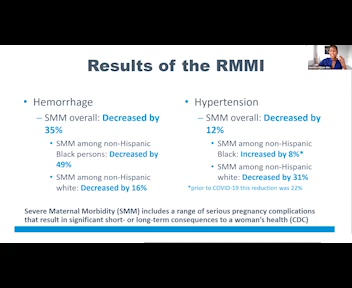 Results of the RMMI
• Hemorrhage
– SMM overall: Decreased by
35%
• SMM among non-Hispanic
Black persons: Decreased by
49%
• SMM among non-Hispanic
white: Decreased by 16%
• Hypertension
– SMM overall: Decreased by
12%
• SMM among non-Hispanic
Black: Increased by 8%*
• SMM among non-Hispanic
white: Decreased by 31%
*prior to COVID-19 this reduction was 22%
Severe Maternal Morbidity (SMM) includes a range of serious pregnancy complications
that result in significant short- or long-term consequences to a woman's health (CDC)